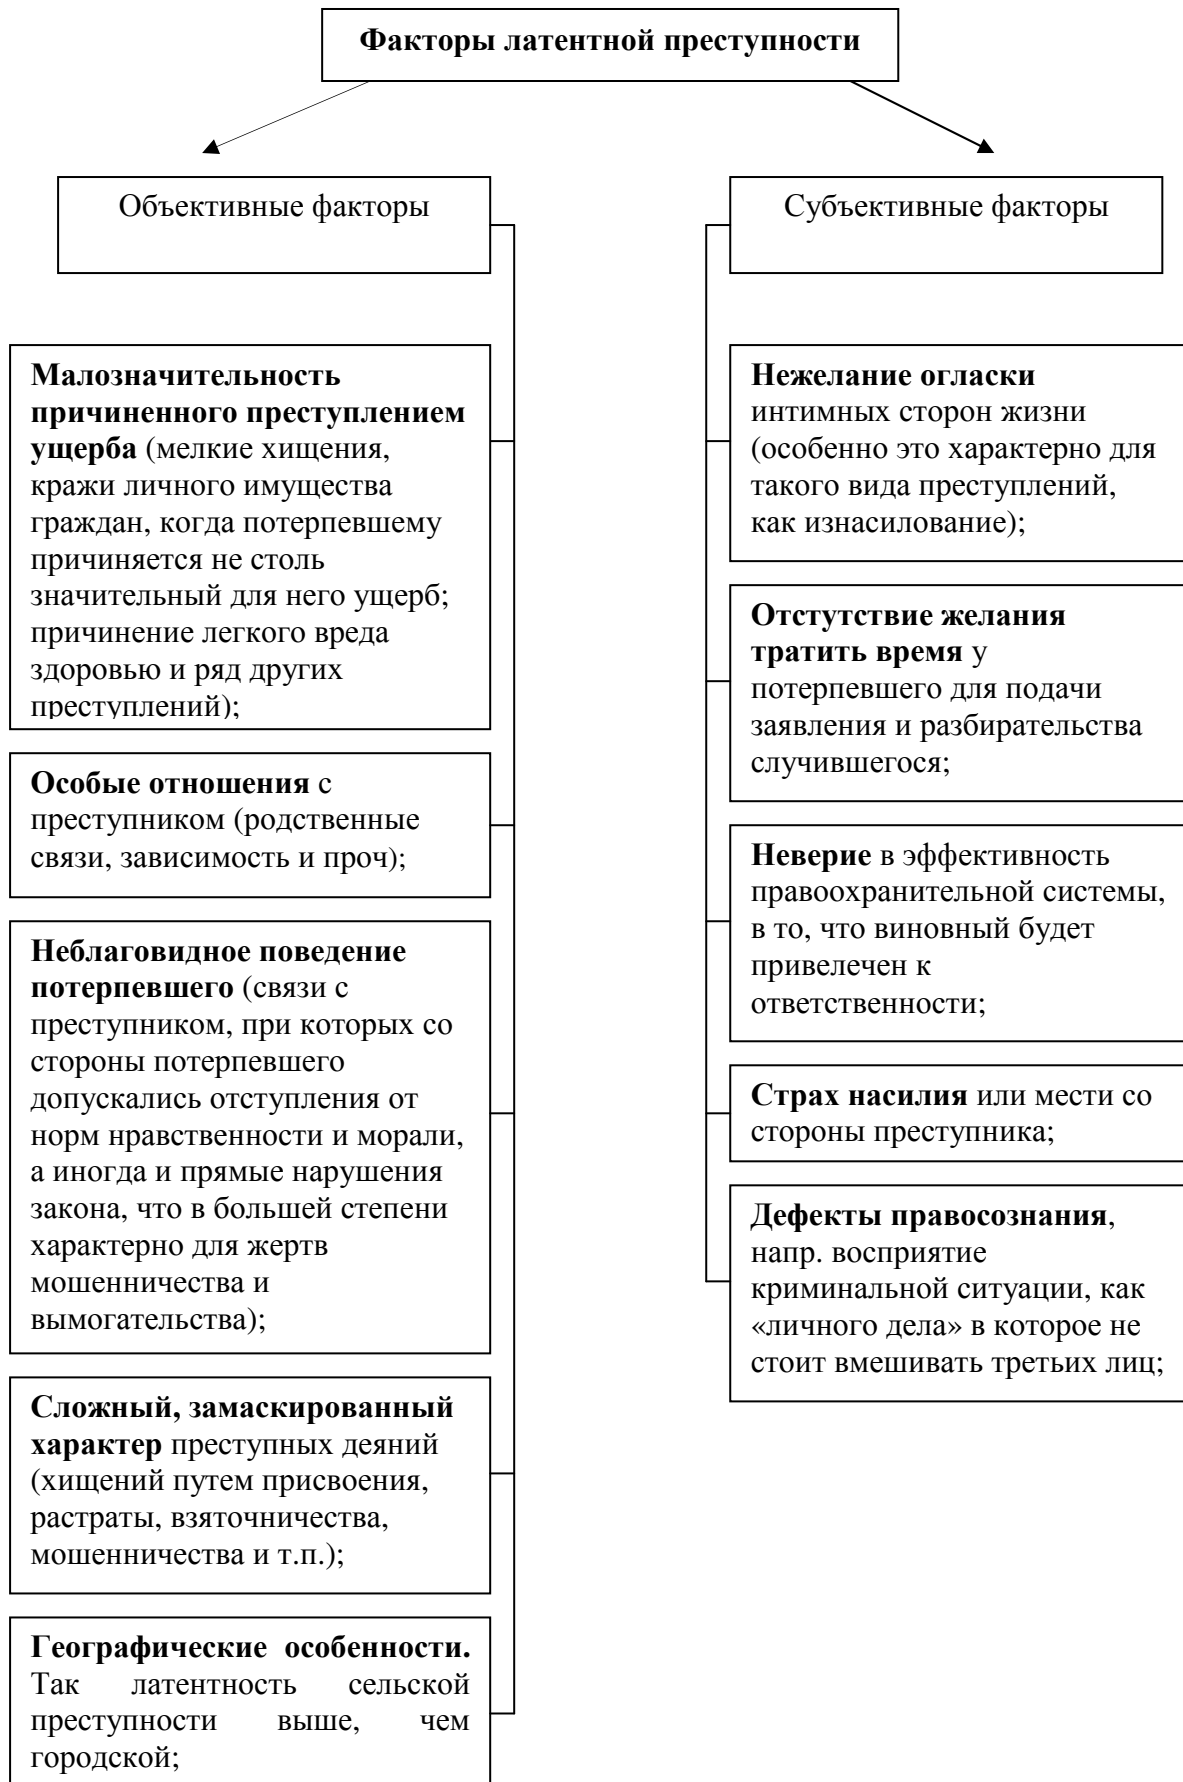 Факторы латентной преступности
Объективные факторы
Малозначительность
причиненного преступлением
ущерба (мелкие хищения,
кражи личного имущества
граждан, когда потерпевшему
причиняется не столь
значительный для него ущерб;
причинение легкого вреда
здоровью и ряд других
преступлений);
Особые отношения с
преступником (родственные
связи, зависимость и проч);
Неблаговидное поведение
потерпевшего (связи с
преступником, при которых со
стороны потерпевшего
допускались отступления от
норм нравственности и морали,
а иногда и прямые нарушения
закона, что в большей степени
характерно для жертв
мошенничества и
вымогательства);
Сложный, замаскированный
характер преступных деяний
(хищений путем присвоения,
растраты, взяточничества,
мошенничества и т.п.);
Географические особенности.
Так латентность сельской
преступности выше, чем
городской;
Субъективные факторы
Нежелание огласки
интимных сторон жизни
(особенно это характерно для
такого вида преступлений,
как изнасилование);
Отстутствие желания
тратить время у
потерпевшего для подачи
заявления и разбирательства
случившегося;
Неверие в эффективность
правоохранительной системы,
в то, что виновный будет
привелечен к
ответственности;
Страх насилия или мести со
стороны преступника;
Дефекты правосознания,
напр. восприятие
криминальной ситуации, как
«личного дела» в которое не
стоит вмешивать третьих лиц;